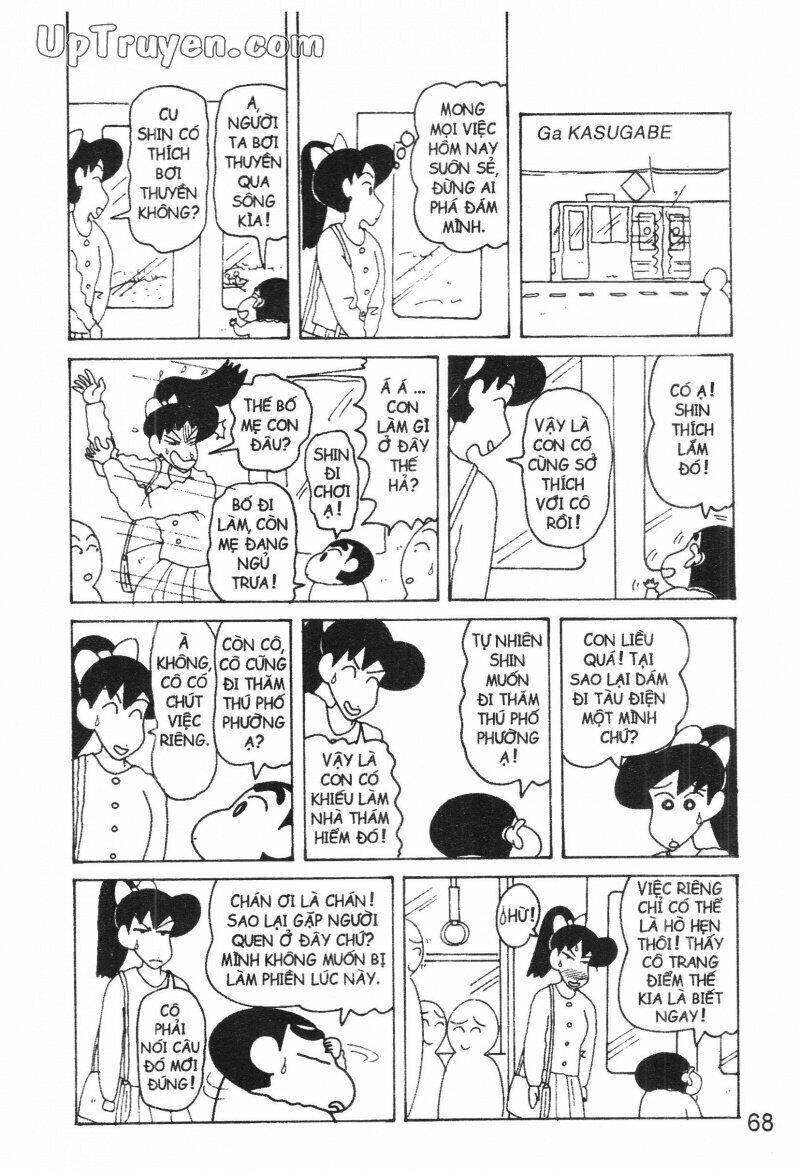 UpTruyen.com
Ga KASUGABE
MONG
MỌI VIỆC
HÔM NAY
SUÔN SẺ,
ĐỪNG AI
PHÁ ĐÁM
MÌNH.
A,
NGƯỜI
TA BƠI
THUYỀN
QUA
SÔNG
KIA!
CU
SHIN CÓ
THÍCH
BƠI
THUYỀN
KHÔNG?
CÓ Ạ!
SHIN
THÍCH
LẮM
ĐÓ!
VẬY LÀ
CON CÓ
CÙNG SỞ
THÍCH
VỚI CÔ
RỒI!
Á Á ...
CON
LÀM GÌ
Ở ĐÂY
THẾ
HẢ?
SHIN
ĐI
CHƠI
Ạ!
THẾ BỐ
MẸ CON
ĐÂU?
BỐ ĐI
LÀM, CÒN
MẸ ĐANG
NGỦ
TRƯA!
CON LIỀU
QUÁ! TẠI
SAO LẠI DÁM
ĐI TÀU ĐIỆN
MỘT MÌNH
CHỨ?
TỰ NHIÊN
SHIN
MUỐN
ĐI THĂM
THÚ PHỐ
PHƯỜNG
Ạ!
VẬY LÀ
CON CÓ
KHIẾU LÀM
NHÀ THÁM
HIỂM ĐÓ!
CÒN CÔ,
CÔ CŨNG
ĐI THĂM
THÚ PHỐ
PHƯỜNG
Ạ?
À
KHÔNG,
CÔ CÓ
CHÚT
VIỆC
RIÊNG.
VIỆC RIÊNG
CHỈ CÓ THỂ
LÀ HÒ HẸN
THÔI! THẤY
CÔ TRANG
ĐIỂM THẾ
KIA LÀ BIẾT
NGAY!
HỪ!
CHÁN ƠI LÀ CHÁN!
SAO LẠI GẶP NGƯỜI
QUEN Ở ĐÂY CHỨ?
MÌNH KHÔNG MUỐN BỊ
LÀM PHIỀN LÚC NÀY.
CÔ
PHẢI
NÓI CÂU
ĐÓ MỚI
ĐÚNG!
68